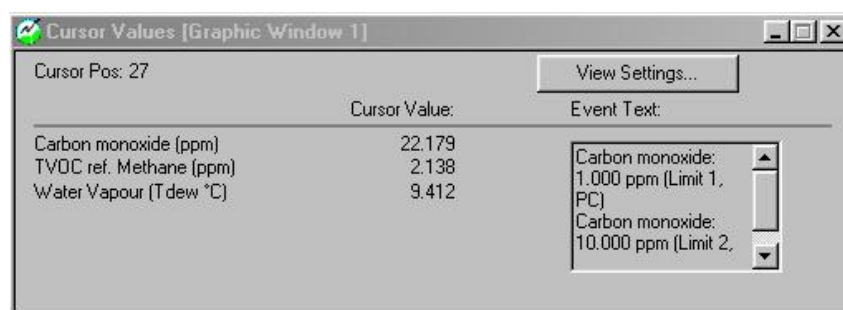 Cursor Values [Graphic Window 1]
Cursor Pos: 27
View Settings...
Cursor Value:
Event Text:
Carbon monoxide (ppm) 22.179
TVOC ref. Methane (ppm) 2.138
Water Vapour (Tdew °C) 9.412
Carbon monoxide:
1.000 ppm (Limit 1,
PC)
Carbon monoxide:
10.000 ppm (Limit 2,